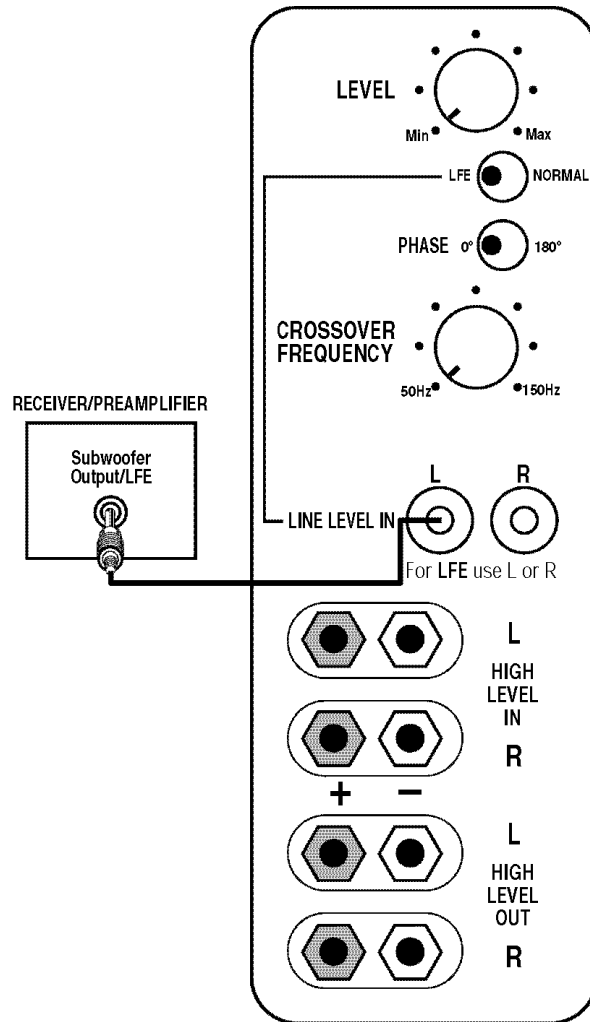 LEVEL
Min
Max
LFE
NORMAL
PHASE
0°
180°
CROSSOVER
FREQUENCY
50Hz
150Hz
RECEIVER/PREAMPLIFIER
Subwoofer
Output/LFE
L
R
LINE LEVEL IN
For LFE use L or R
L
HIGH
LEVEL
IN
R
+
−
L
HIGH
LEVEL
OUT
R